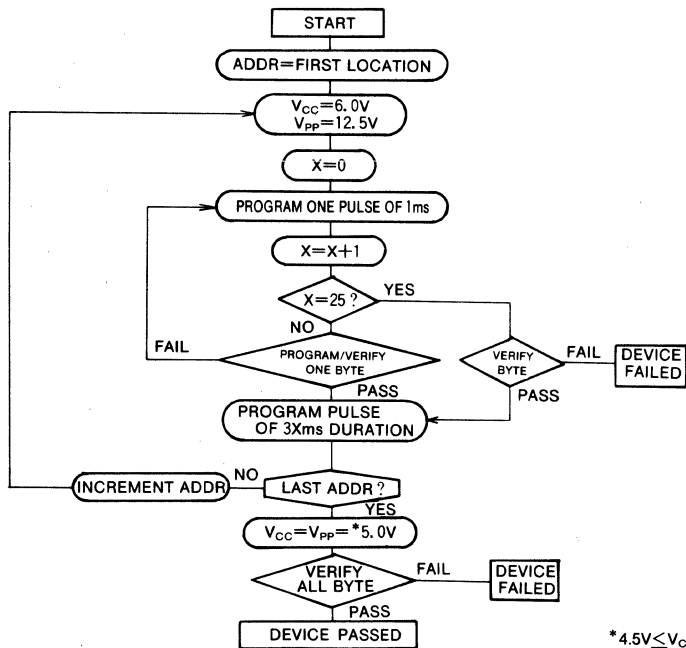 START
ADDR=FIRST LOCATION
VCC=6.0V
VPP=12.5V
X=0
PROGRAM ONE PULSE OF 1ms
X=X+1
X=25?
YES
NO
FAIL
PROGRAM/VERIFY
ONE BYTE
VERIFY
BYTE
FAIL
DEVICE
FAILED
PASS
PASS
PROGRAM PULSE
OF 3Xms DURATION
INCREMENT ADDR
NO
LAST ADDR?
YES
VCC=VPP=*5.0V
VERIFY
ALL BYTE
FAIL
DEVICE
FAILED
PASS
DEVICE PASSED
*4.5V≤VC